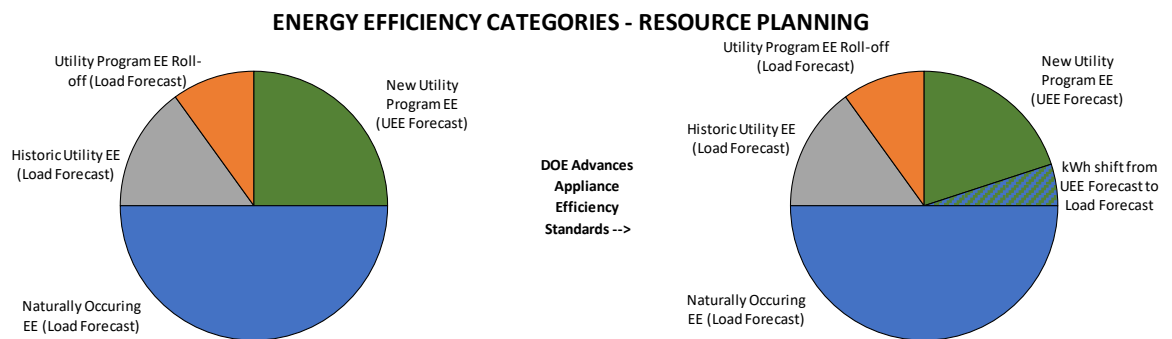 ENERGY EFFICIENCY CATEGORIES - RESOURCE PLANNING
Utility Program EE Roll-
off (Load Forecast)
New Utility
Program EE
(UEE Forecast)
Historic Utility EE
(Load Forecast)
Naturally Occuring
EE (Load Forecast)
DOE Advances
Appliance
Efficiency
Standards -->
Utility Program EE Roll-off
(Load Forecast)
New Utility
Program EE
(UEE Forecast)
Historic Utility EE
(Load Forecast)
kWh shift from
UEE Forecast to
Load Forecast
Naturally Occuring
EE (Load Forecast)